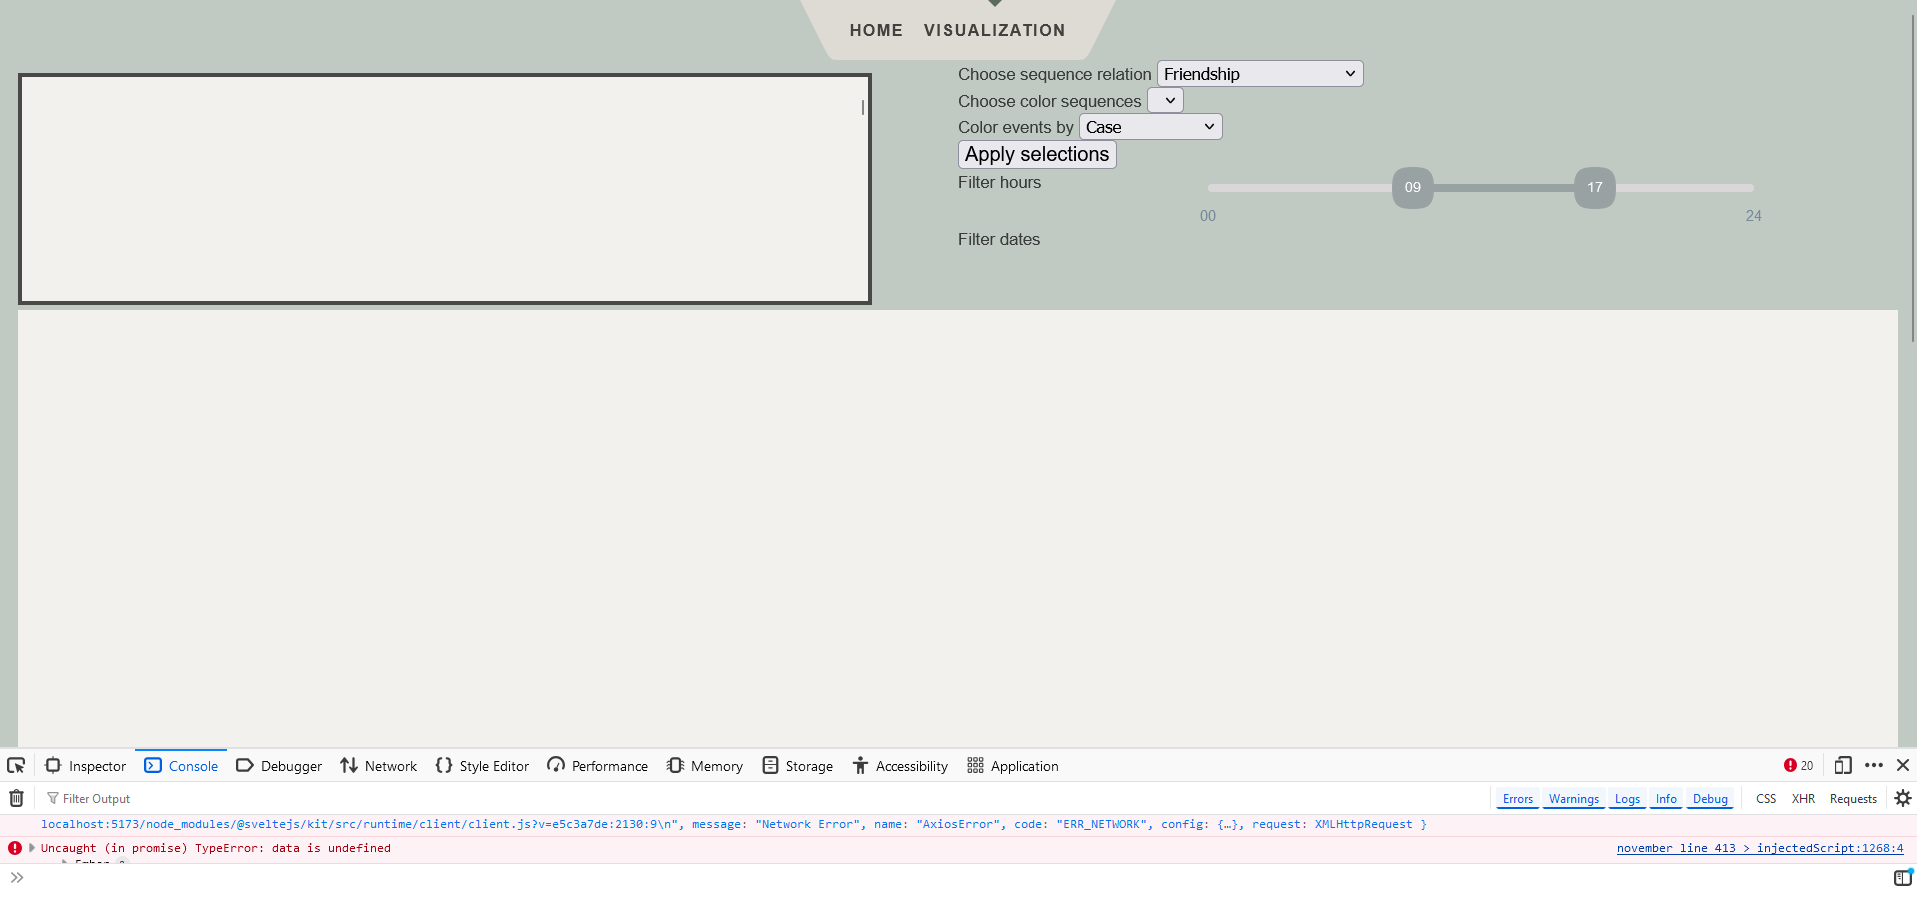 HOME VISUALIZATION
Choose sequence relation Friendship
Choose color sequences
Color events by Case
Apply selections
Filter hours 09 17
00 24
Filter dates
Inspector Console Debugger Network Style Editor Performance Memory Storage Accessibility Application 20
Filter Output Errors Warnings Logs Info Debug CSS XHR Requests
localhost:5173/node_modules/@sveltejs/kit/src/runtime/client/client.js?v=e5c3a7de:2130:9\n", message: "Network Error", name: "AxiosError", code: "ERR_NETWORK", config: {…}, request: XMLHttpRequest }
Uncaught (in promise) TypeError: data is undefined november line 413 > injectedScript:1268:4